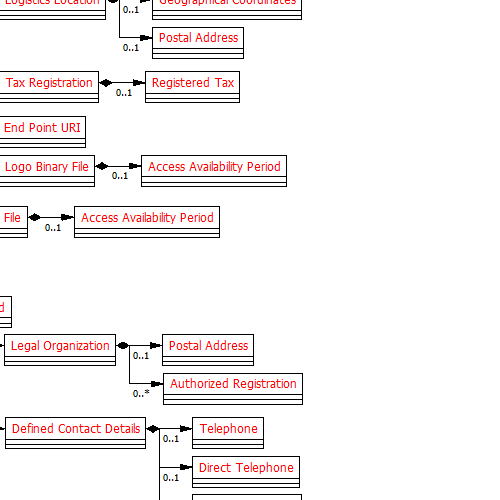 Logistics Location
Geographical Coordinates
0..1
Postal Address
0..1
Tax Registration
Registered Tax
0..1
End Point URI
Logo Binary File
Access Availability Period
0..1
File
Access Availability Period
0..1
d
Legal Organization
Postal Address
0..1
Authorized Registration
0..*
Defined Contact Details
Telephone
0..1
Direct Telephone
0..1